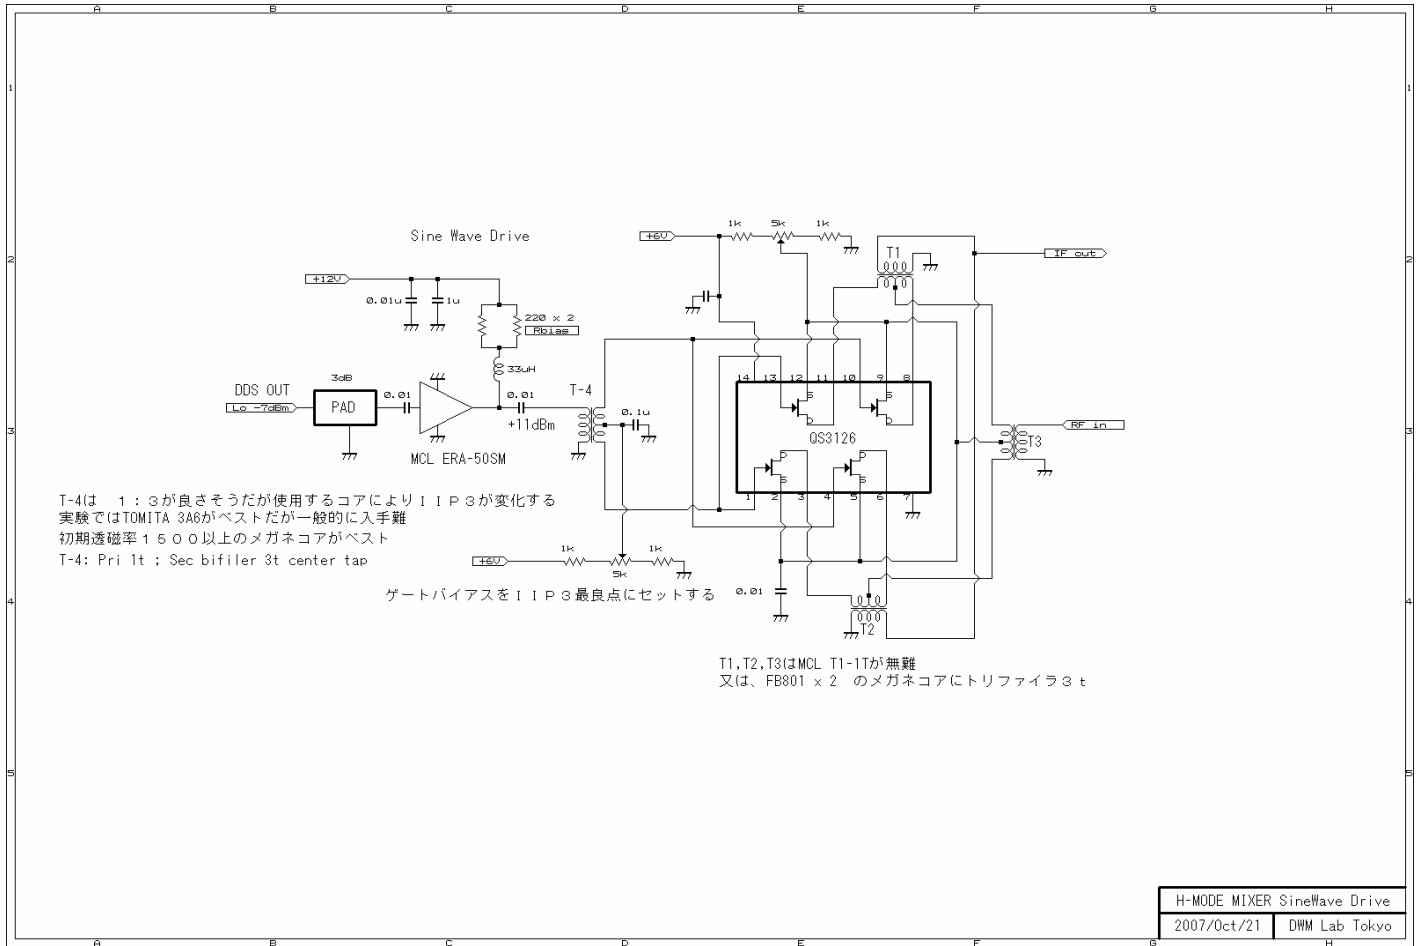 A B C D E F G H
1 1
1k 5k 1k
Sine Wave Drive
+6V
T1
IF out
2 2
+12V
0.01u 1u
220 x 2
Rbias
33uH
14 13 12 11 10 9 8
3dB
DDS OUT
Lo -7dBm
PAD
0.01
0.01
+11dBm
T-4
0.1u
S S
D D
QS3126
RF in
3 3
T3
MCL ERA-50SM
D D
S S
1 2 3 4 5 6 7
T-4は 1:3が良さそうだが使用するコアによりIIP3が変化する
実験ではTOMITA 3A6がベストだが一般的に入手難
初期透磁率1500以上のメガネコアがベスト
T-4: Pri 1t ; Sec bifiler 3t center tap
1k 1k
+6V
5k
ゲートバイアスをIIP3最良点にセットする
0.01
4 4
T2
T1,T2,T3はMCL T1-1Tが無難
又は、FB801 x 2 のメガネコアにトリファイラ3t
5 5
H-MODE MIXER SineWave Drive
2007/Oct/21 DWM Lab Tokyo
A B C D E F G H